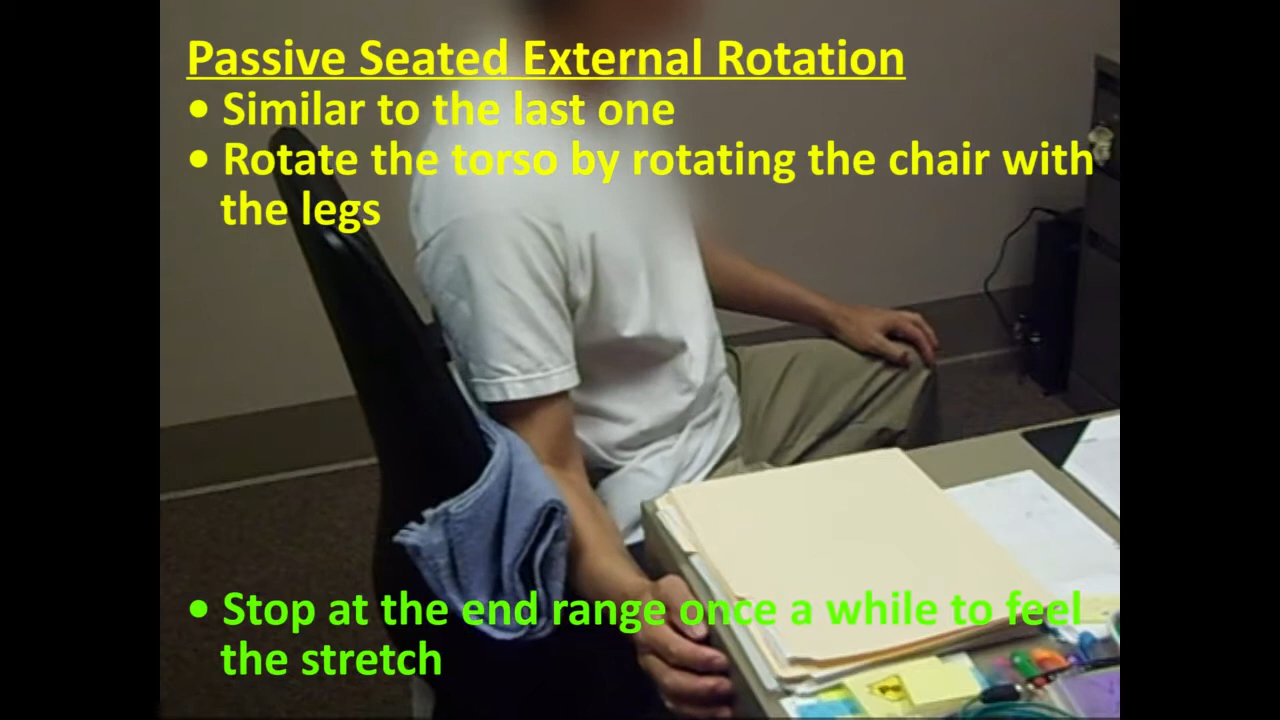 Passive Seated External Rotation
• Similar to the last one
• Rotate the torso by rotating the chair with
the legs
• Stop at the end range once a while to feel
the stretch